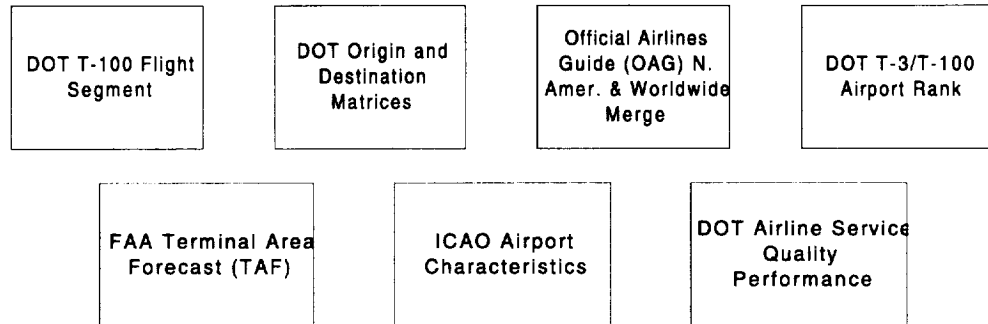 DOT T-100 Flight
Segment
DOT Origin and
Destination
Matrices
Official Airlines
Guide (OAG) N.
Amer. & Worldwide
Merge
DOT T-3/T-100
Airport Rank
FAA Terminal Area
Forecast (TAF)
ICAO Airport
Characteristics
DOT Airline Service
Quality
Performance